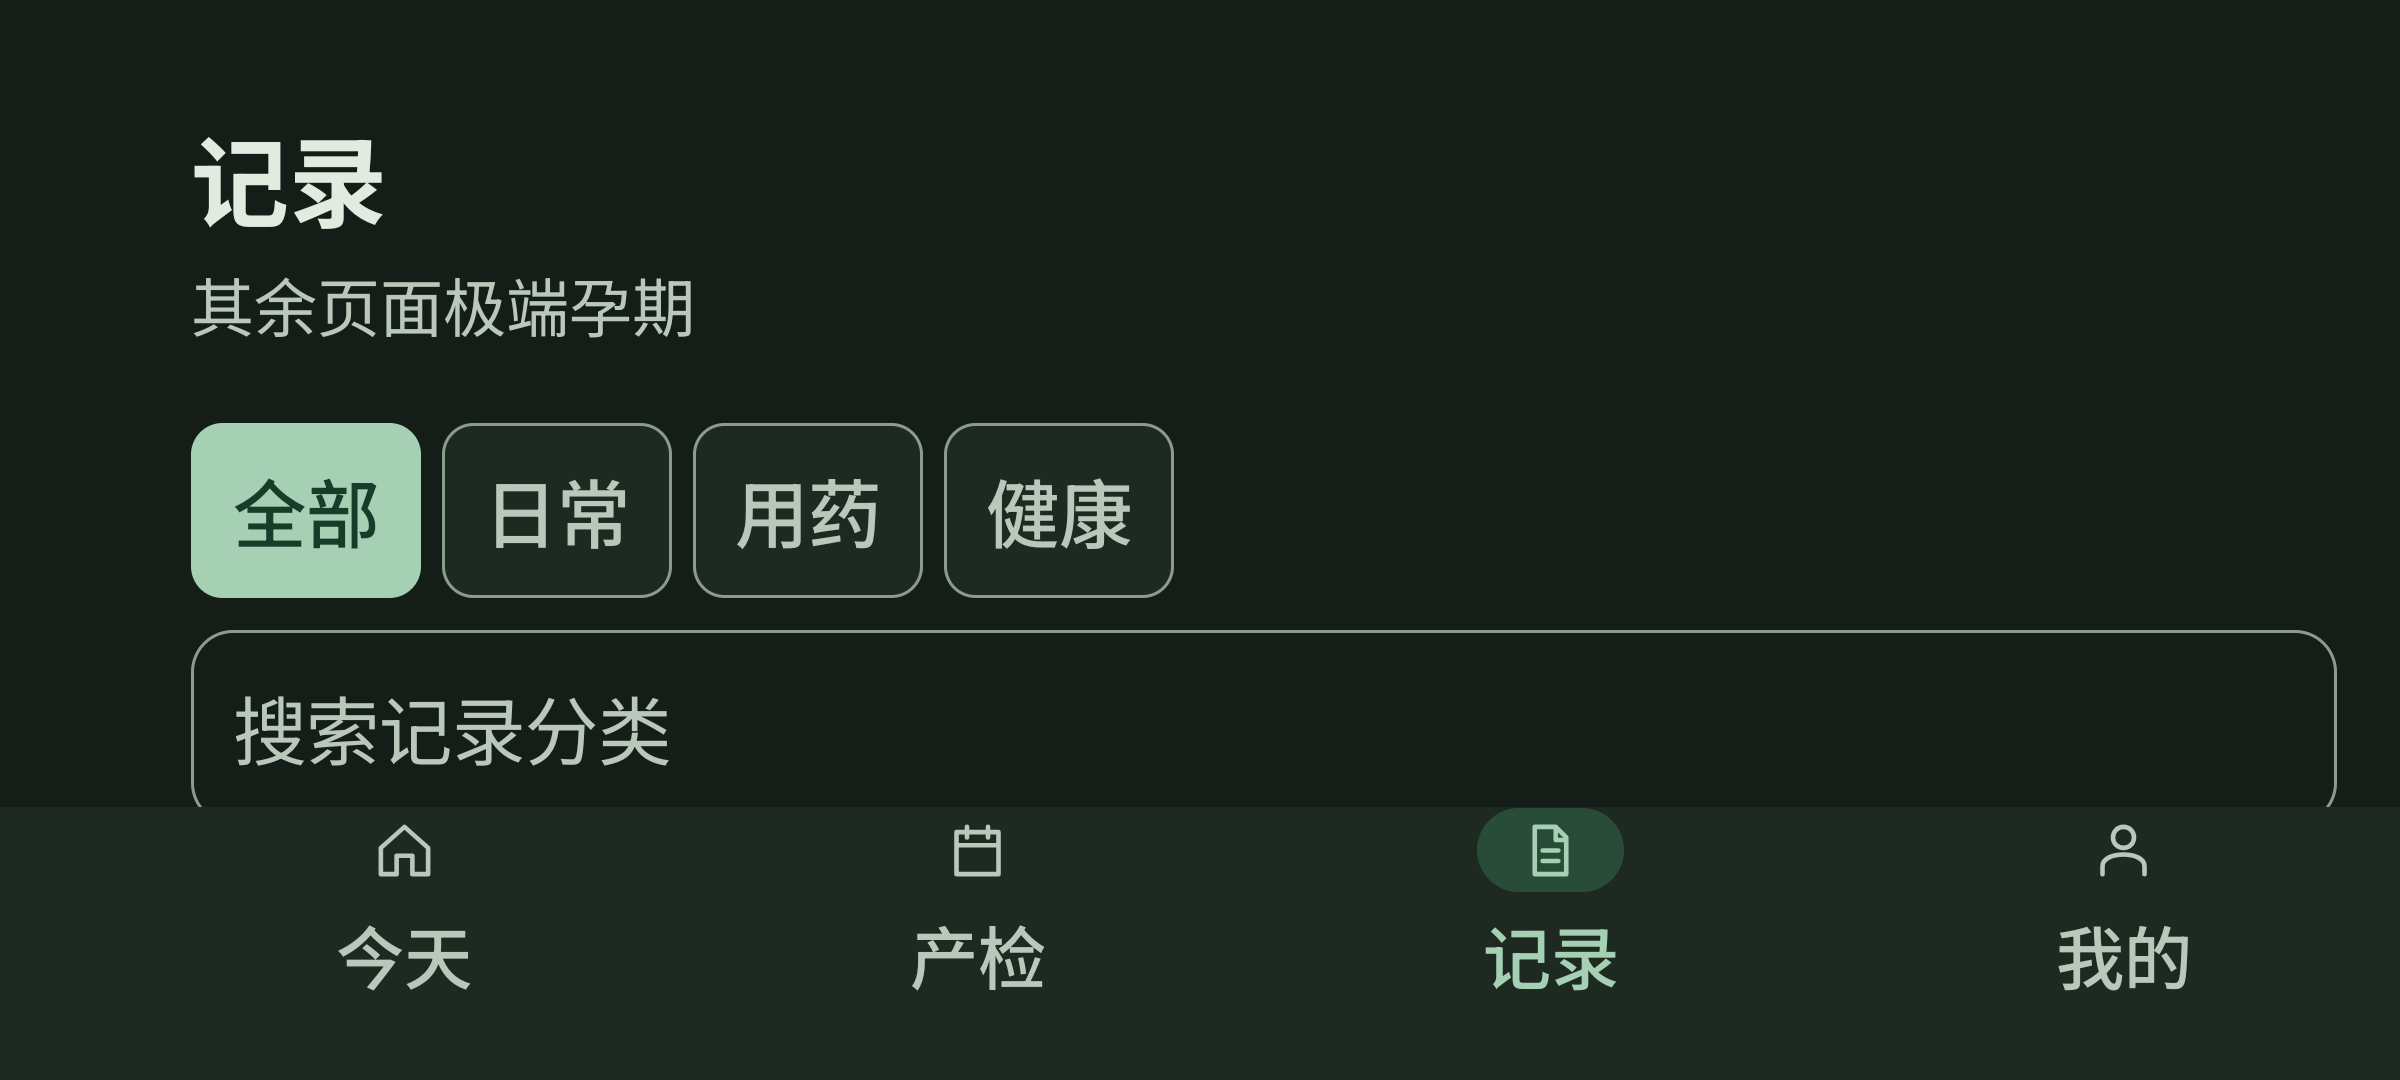 记录
其余页面极端孕期
全部 日常 用药 健康
搜索记录分类
今天 产检 记录 我的